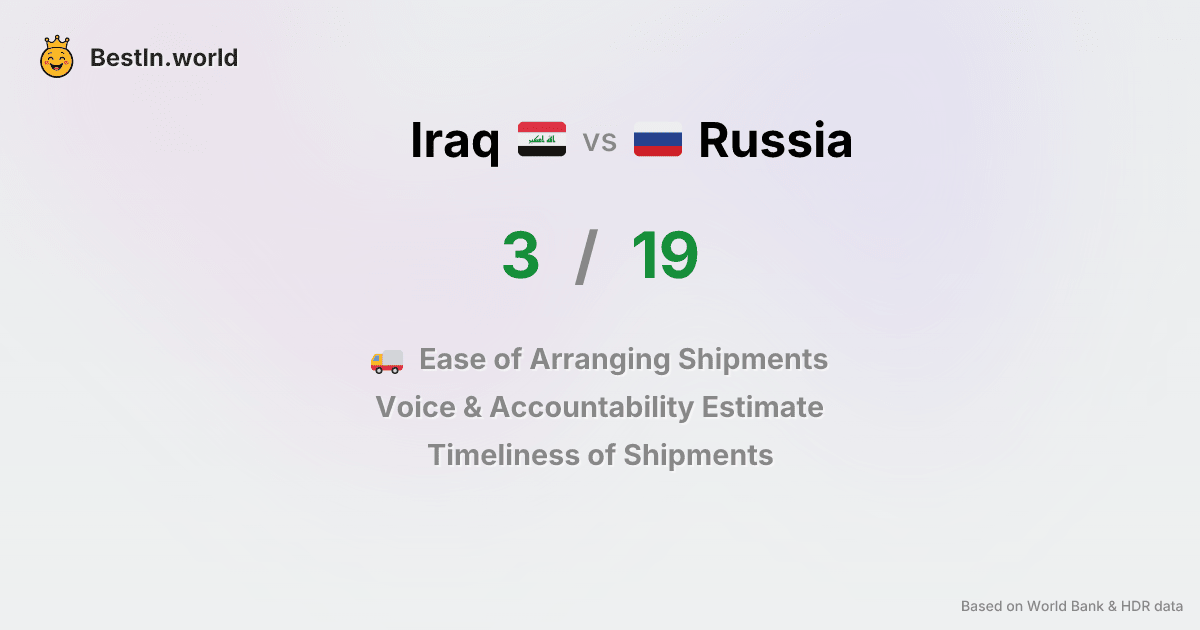 BestIn.world
Iraq vs Russia
3 / 19
Ease of Arranging Shipments
Voice & Accountability Estimate
Timeliness of Shipments
Based on World Bank & HDR data